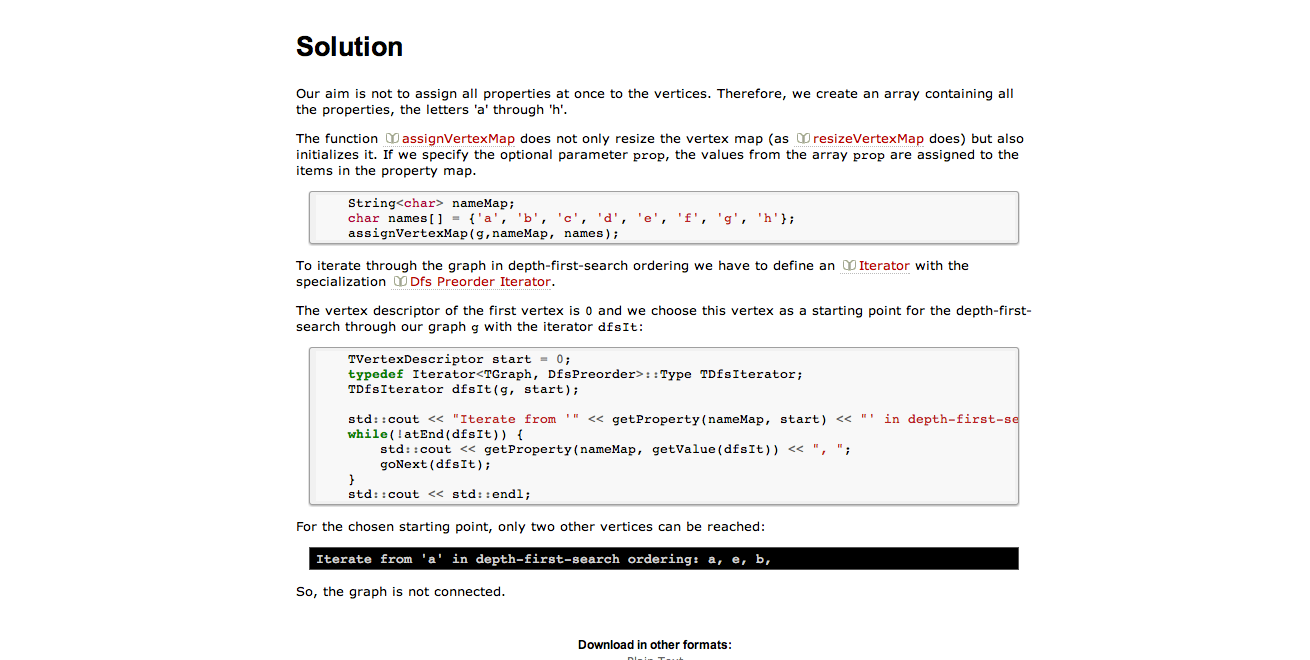 Solution
Our aim is not to assign all properties at once to the vertices. Therefore, we create an array containing all
the properties, the letters 'a' through 'h'.
The function assignVertexMap does not only resize the vertex map (as resizeVertexMap does) but also
initializes it. If we specify the optional parameter prop, the values from the array prop are assigned to the
items in the property map.
String<char> nameMap;
char names[] = {'a', 'b', 'c', 'd', 'e', 'f', 'g', 'h'};
assignVertexMap(g,nameMap, names);
To iterate through the graph in depth-first-search ordering we have to define an Iterator with the
specialization Dfs Preorder Iterator.
The vertex descriptor of the first vertex is 0 and we choose this vertex as a starting point for the depth-first-
search through our graph g with the iterator dfsIt:
TVertexDescriptor start = 0;
typedef Iterator<TGraph, DfsPreorder>::Type TDfsIterator;
TDfsIterator dfsIt(g, start);
std::cout << "Iterate from '" << getProperty(nameMap, start) << "' in depth-first-se
while(!atEnd(dfsIt)) {
std::cout << getProperty(nameMap, getValue(dfsIt)) << ", ";
goNext(dfsIt);
}
std::cout << std::endl;
For the chosen starting point, only two other vertices can be reached:
Iterate from 'a' in depth-first-search ordering: a, e, b,
So, the graph is not connected.
Download in other formats:
Plain Text